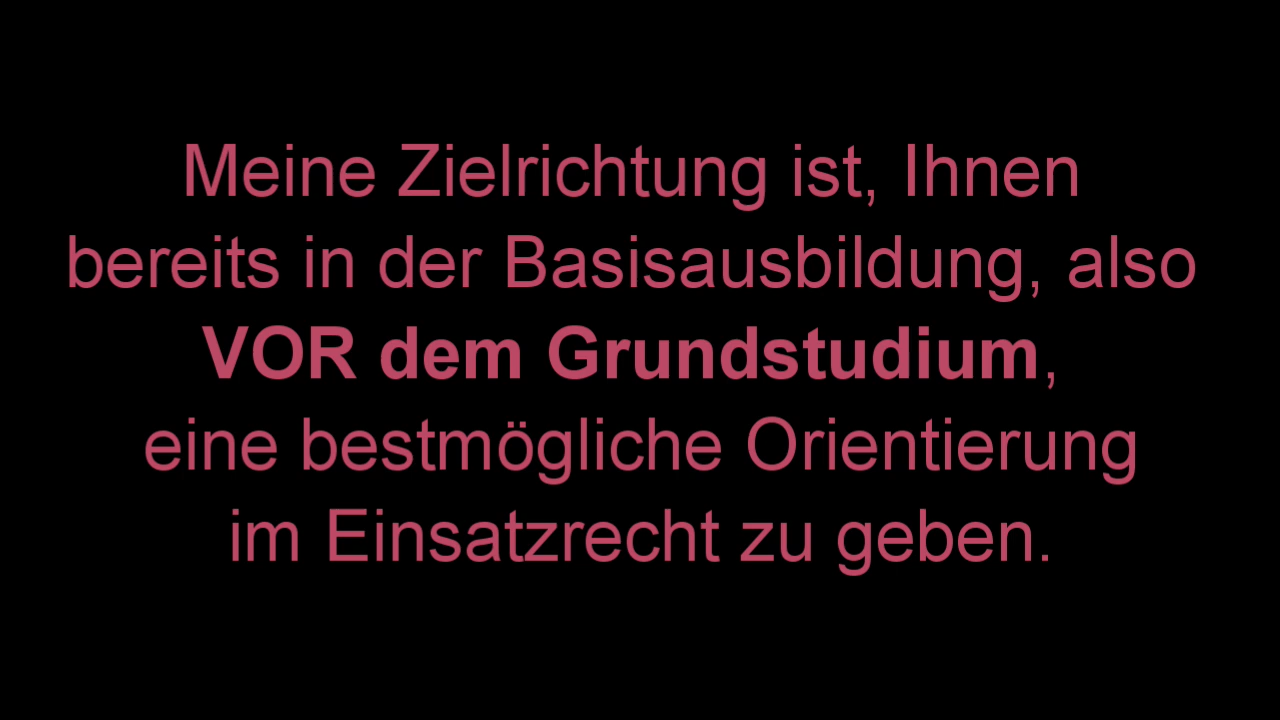 Meine Zielrichtung ist, Ihnen
bereits in der Basisausbildung, also
VOR dem Grundstudium,
eine bestmögliche Orientierung
im Einsatzrecht zu geben.